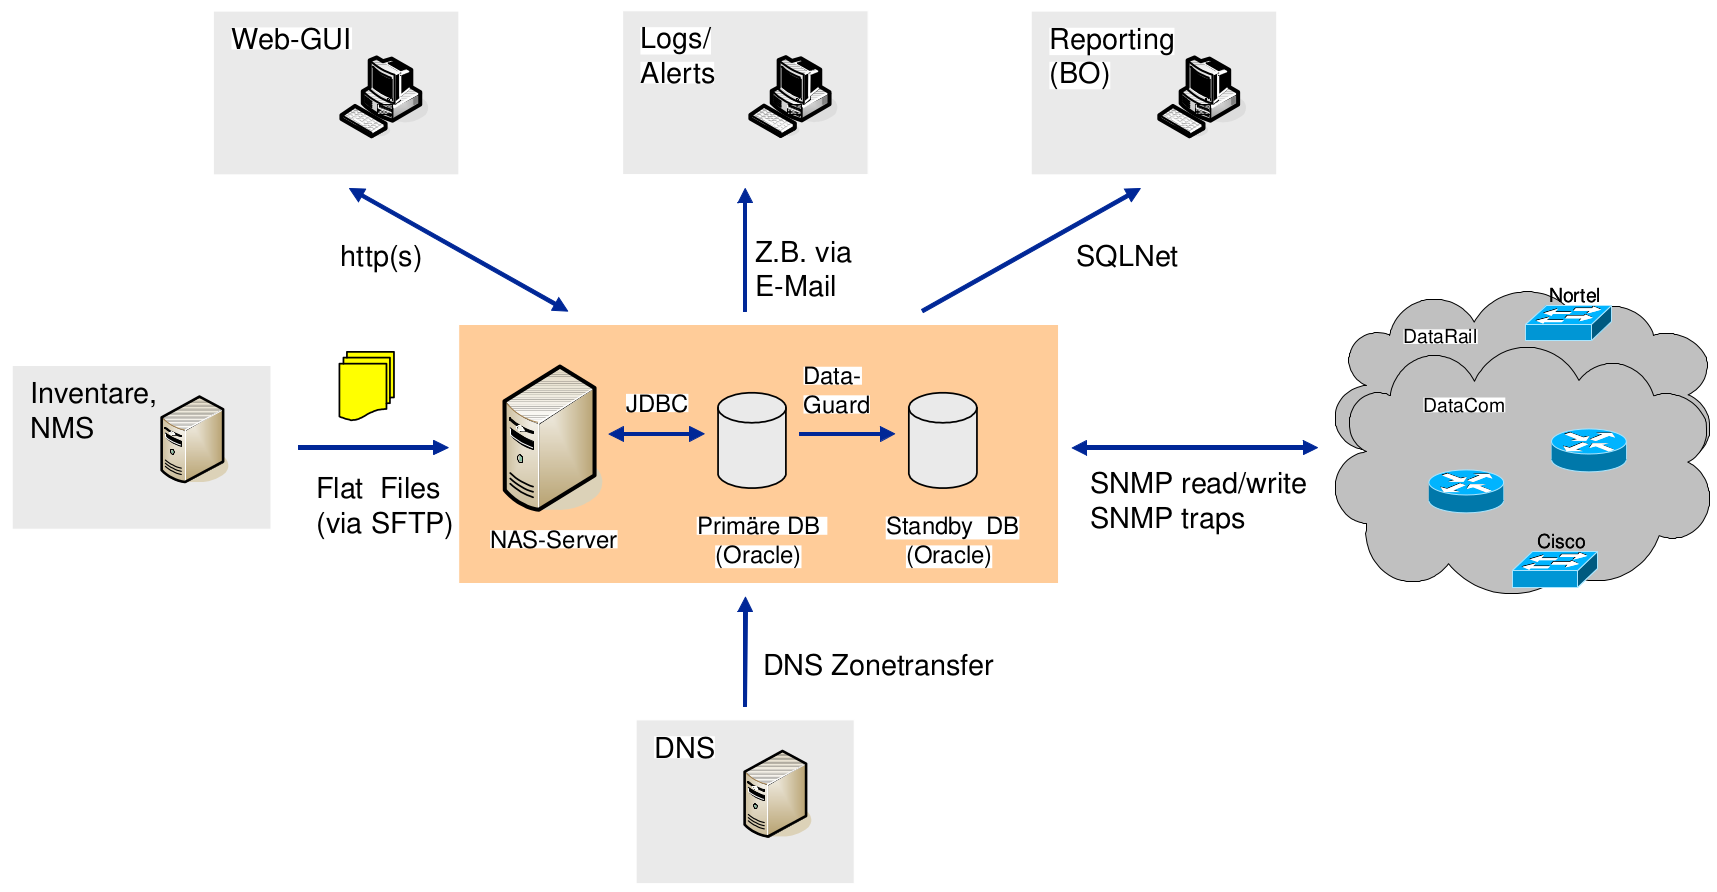 Web-GUI
Logs/
Alerts
Reporting
(BO)
http(s)
Z.B. via
E-Mail
SQLNet
Inventare,
NMS
Flat  Files
(via SFTP)
JDBC
Data-
Guard
NAS-Server
Primäre DB
(Oracle)
Standby  DB
(Oracle)
SNMP read/write
SNMP traps
Nortel
DataRail
DataCom
Cisco
DNS Zonetransfer
DNS